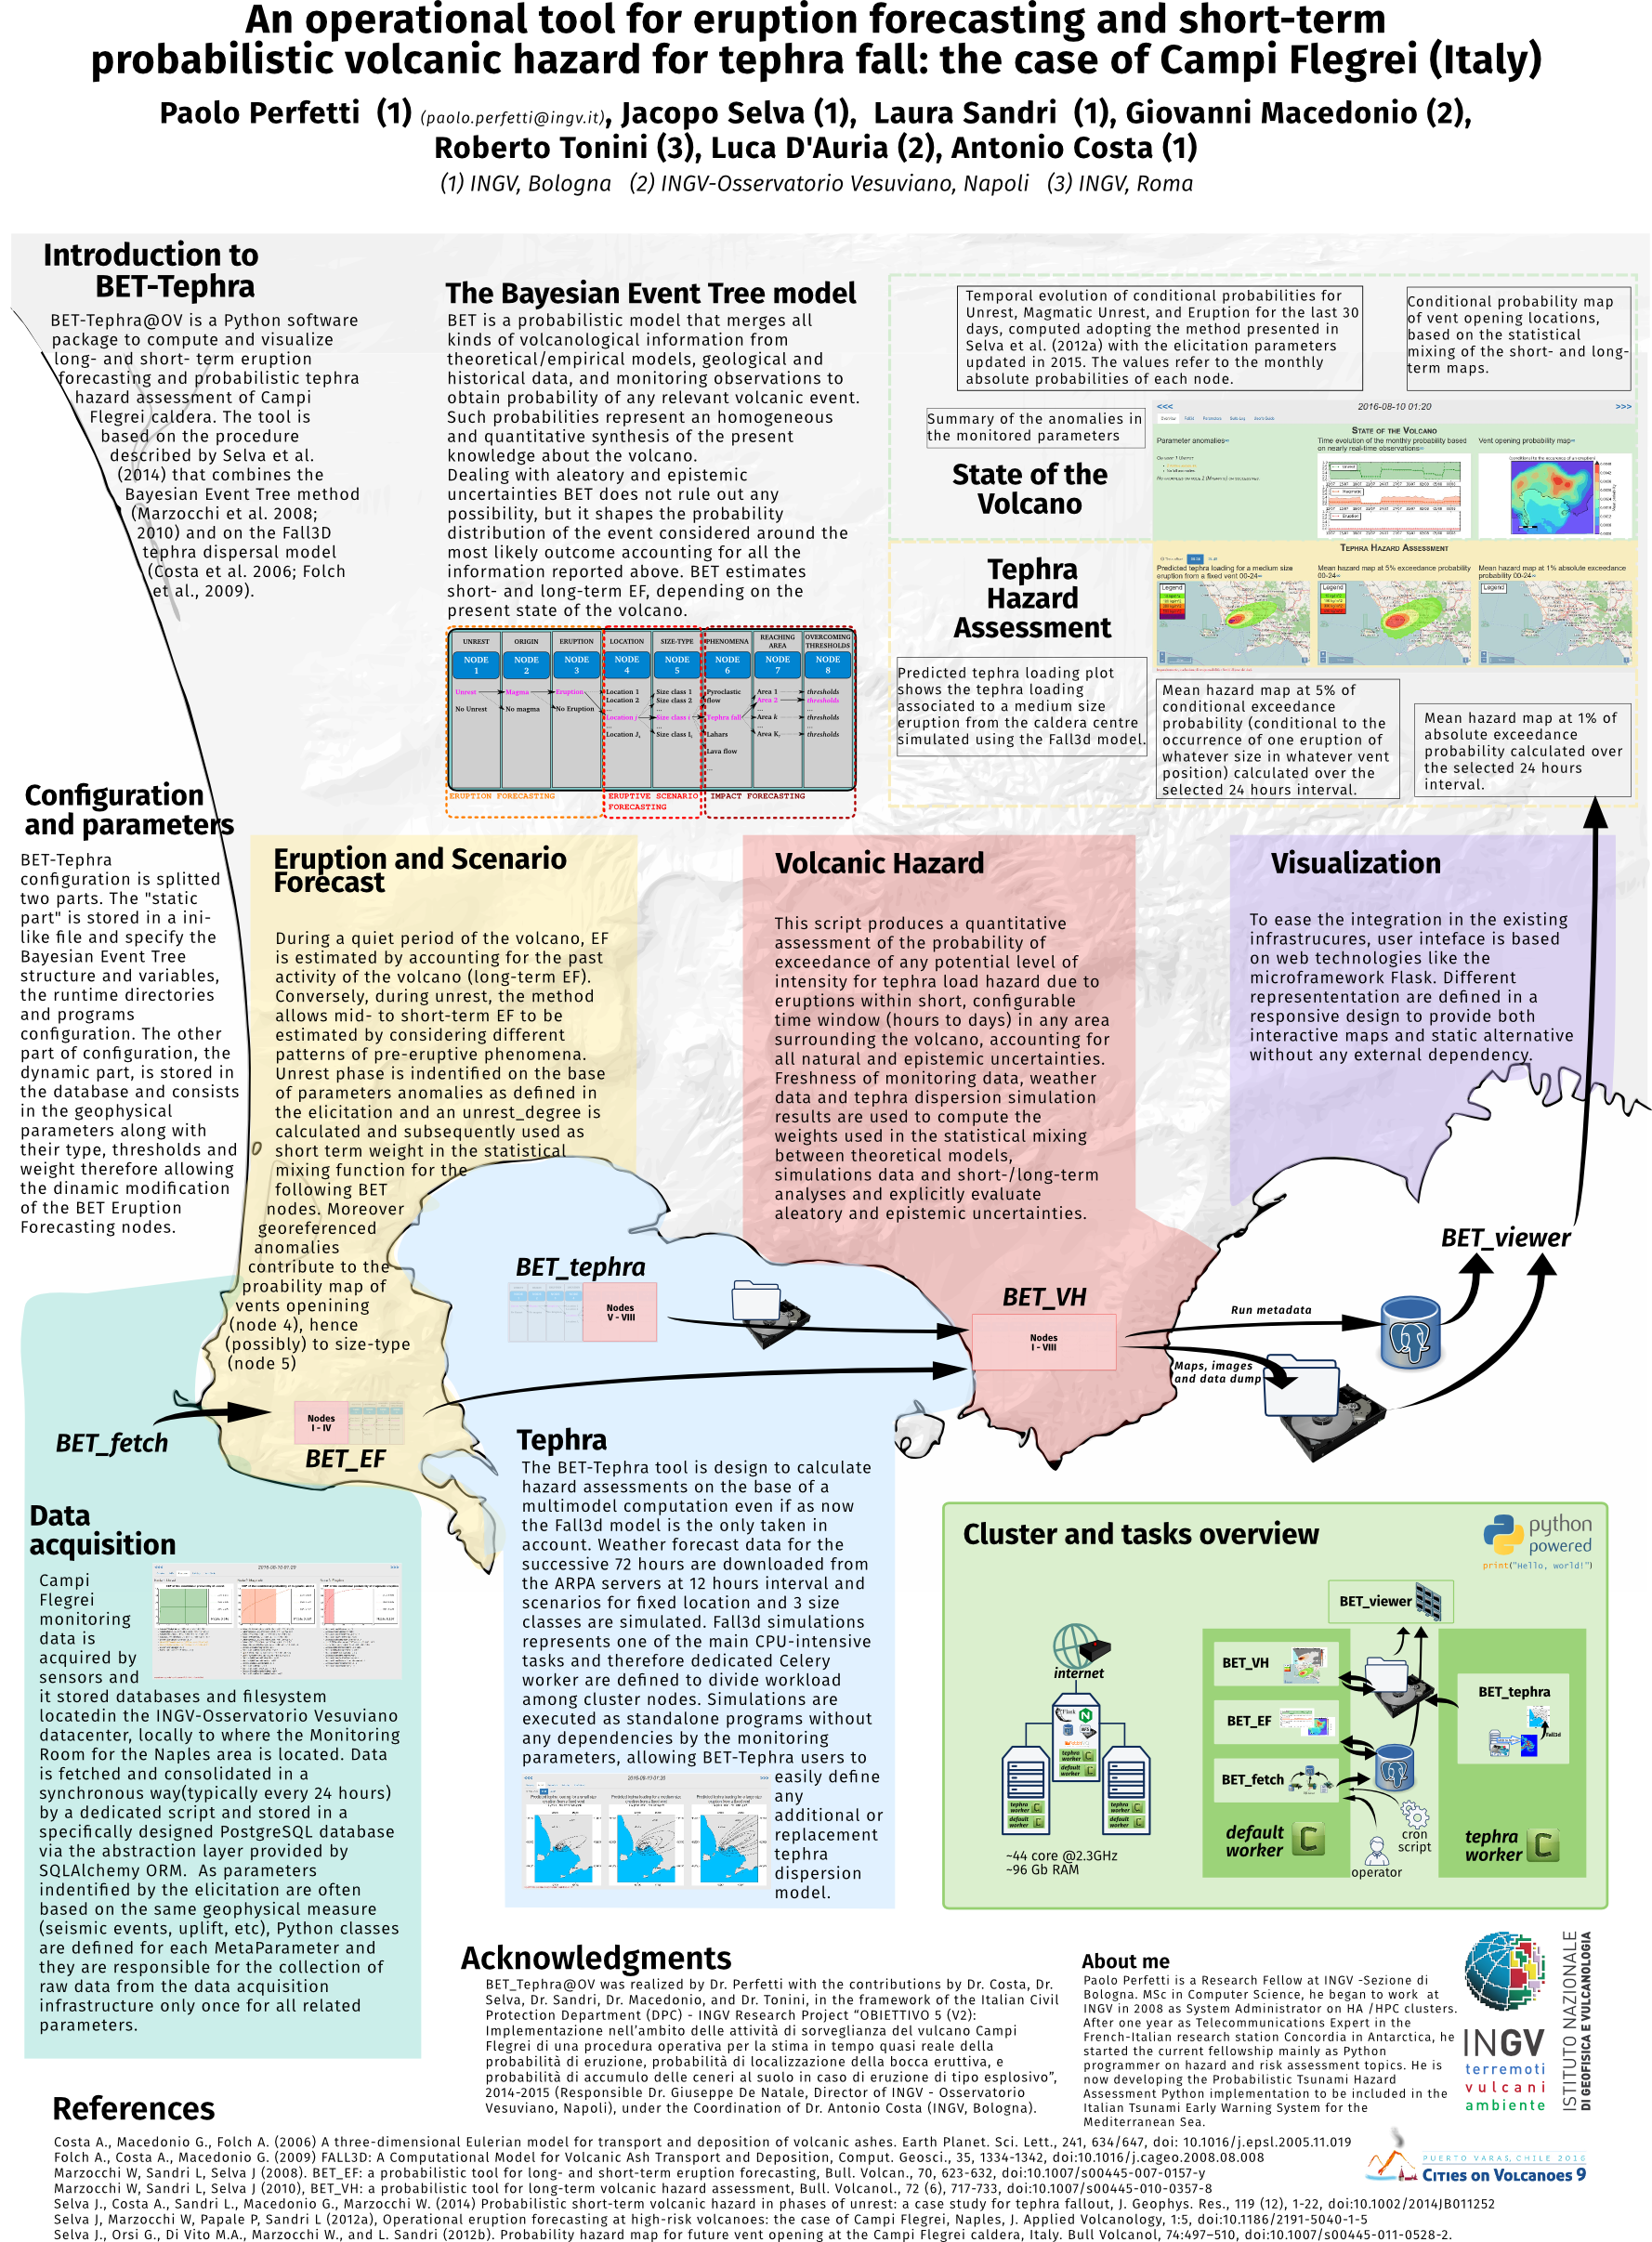 An operational tool for eruption forecasting and short-term
probabilistic volcanic hazard for tephra fall: the case of Campi Flegrei (Italy)
Paolo Perfetti (1) (paolo.perfetti@ingv.it), Jacopo Selva (1), Laura Sandri (1), Giovanni Macedonio (2),
Roberto Tonini (3), Luca D'Auria (2), Antonio Costa (1)
(1) INGV, Bologna (2) INGV-Osservatorio Vesuviano, Napoli (3) INGV, Roma
Introduction to
BET-Tephra
BET-Tephra@OV is a Python software
package to compute and visualize
long- and short- term eruption
forecasting and probabilistic tephra
hazard assessment of Campi
Flegrei caldera. The tool is
based on the procedure
described by Selva et al.
(2014) that combines the
Bayesian Event Tree method
(Marzocchi et al. 2008;
2010) and on the Fall3D
tephra dispersal model
(Costa et al. 2006; Folch
et al., 2009).
The Bayesian Event Tree model
BET is a probabilistic model that merges all
kinds of volcanological information from
theoretical/empirical models, geological and
historical data, and monitoring observations to
obtain probability of any relevant volcanic event.
Such probabilities represent an homogeneous
and quantitative synthesis of the present
knowledge about the volcano.
Dealing with aleatory and epistemic
uncertainties BET does not rule out any
possibility, but it shapes the probability
distribution of the event considered around the
most likely outcome accounting for all the
information reported above. BET estimates
short- and long-term EF, depending on the
present state of the volcano.
UNREST ORIGIN ERUPTION LOCATION SIZE-TYPE PHENOMENA REACHING AREA OVERCOMING THRESHOLDS
NODE 1 NODE 2 NODE 3 NODE 4 NODE 5 NODE 6 NODE 7 NODE 8
Unrest Magma Eruption Location 1 Size class 1 Pyroclastic flow Area 1 thresholds
No Unrest No magma No Eruption Location 2 Size class 2 Area 2 thresholds
Location j Size class i Tephra fall Area k thresholds
Location J, Size class I, Lahars Area K, thresholds
Lava flow
ERUPTION FORECASTING
ERUPTIVE SCENARIO
FORECASTING
IMPACT FORECASTING
Temporal evolution of conditional probabilities for
Unrest, Magmatic Unrest, and Eruption for the last 30
days, computed adopting the method presented in
Selva et al. (2012a) with the elicitation parameters
updated in 2015. The values refer to the monthly
absolute probabilities of each node.
Conditional probability map
of vent opening locations,
based on the statistical
mixing of the short- and long-
term maps.
Summary of the anomalies in
the monitored parameters
State of the
Volcano
<<< 2016-08-10 01:20 >>>
STATE OF THE VOLCANO
Parameter anomalies
Time evolution of the monthly probability based
on nearly real-time observations
Vent opening probability map
TEPHRA HAZARD ASSESSMENT
Predicted tephra loading for a medium size
eruption from a fixed vent 00-24
Mean hazard map at 5% exceedance probability
00-24
Mean hazard map at 1% absolute exceedance
probability 00-24
Legend
Legend
Legend
Tephra
Hazard
Assessment
Predicted tephra loading plot
shows the tephra loading
associated to a medium size
eruption from the caldera centre
simulated using the Fall3d model.
Mean hazard map at 5% of
conditional exceedance
probability (conditional to the
occurrence of one eruption of
whatever size in whatever vent
position) calculated over the
selected 24 hours interval.
Mean hazard map at 1% of
absolute exceedance
probability calculated over
the selected 24 hours
interval.
Configuration
and parameters
BET-Tephra
configuration is splitted
two parts. The "static
part" is stored in a ini-
like file and specify the
Bayesian Event Tree
structure and variables,
the runtime directories
and programs
configuration. The other
part of configuration, the
dynamic part, is stored in
the database and consists
in the geophysical
parameters along with
their type, thresholds and
weight therefore allowing
the dinamic modification
of the BET Eruption
Forecasting nodes.
Eruption and Scenario
Forecast
During a quiet period of the volcano, EF
is estimated by accounting for the past
activity of the volcano (long-term EF).
Conversely, during unrest, the method
allows mid- to short-term EF to be
estimated by considering different
patterns of pre-eruptive phenomena.
Unrest phase is indentified on the base
of parameters anomalies as defined in
the elicitation and an unrest_degree is
calculated and subsequently used as
short term weight in the statistical
mixing function for the
following BET
nodes. Moreover
georeferenced
anomalies
contribute to the
proability map of
vents openining
(node 4), hence
(possibly) to size-type
(node 5)
Volcanic Hazard
This script produces a quantitative
assessment of the probability of
exceedance of any potential level of
intensity for tephra load hazard due to
eruptions within short, configurable
time window (hours to days) in any area
surrounding the volcano, accounting for
all natural and epistemic uncertainties.
Freshness of monitoring data, weather
data and tephra dispersion simulation
results are used to compute the
weights used in the statistical mixing
between theoretical models,
simulations data and short-/long-term
analyses and explicitly evaluate
aleatory and epistemic uncertainties.
Visualization
To ease the integration in the existing
infrastrucures, user inteface is based
on web technologies like the
microframework Flask. Different
represententation are defined in a
responsive design to provide both
interactive maps and static alternative
without any external dependency.
BET_viewer
BET_tephra
Nodes
V - VIII
BET_VH
Nodes
I - VIII
Run metadata
Maps, images
and data dump
BET_fetch
Nodes
I - IV
BET_EF
Data
acquisition
Campi
Flegrei
monitoring
data is
acquired by
sensors and
it stored databases and filesystem
locatedin the INGV-Osservatorio Vesuviano
datacenter, locally to where the Monitoring
Room for the Naples area is located. Data
is fetched and consolidated in a
synchronous way(typically every 24 hours)
by a dedicated script and stored in a
specifically designed PostgreSQL database
via the abstraction layer provided by
SQLAlchemy ORM. As parameters
indentified by the elicitation are often
based on the same geophysical measure
(seismic events, uplift, etc), Python classes
are defined for each MetaParameter and
they are responsible for the collection of
raw data from the data acquisition
infrastructure only once for all related
parameters.
Tephra
The BET-Tephra tool is design to calculate
hazard assessments on the base of a
multimodel computation even if as now
the Fall3d model is the only taken in
account. Weather forecast data for the
successive 72 hours are downloaded from
the ARPA servers at 12 hours interval and
scenarios for fixed location and 3 size
classes are simulated. Fall3d simulations
represents one of the main CPU-intensive
tasks and therefore dedicated Celery
worker are defined to divide workload
among cluster nodes. Simulations are
executed as standalone programs without
any dependencies by the monitoring
parameters, allowing BET-Tephra users to
easily define
any
additional or
replacement
tephra
dispersion
model.
Cluster and tasks overview
python
powered
print("Hello, world!")
internet
tephra
worker
default
worker
tephra
worker
default
worker
tephra
worker
default
worker
~44 core @2.3GHz
~96 Gb RAM
BET_viewer
BET_VH
BET_EF
BET_fetch
BET_tephra
Fall3d
default
worker
cron
script
operator
tephra
worker
Acknowledgments
BET_Tephra@OV was realized by Dr. Perfetti with the contributions by Dr. Costa, Dr.
Selva, Dr. Sandri, Dr. Macedonio, and Dr. Tonini, in the framework of the Italian Civil
Protection Department (DPC) - INGV Research Project “OBIETTIVO 5 (V2):
Implementazione nell’ambito delle attività di sorveglianza del vulcano Campi
Flegrei di una procedura operativa per la stima in tempo quasi reale della
probabilità di eruzione, probabilità di localizzazione della bocca eruttiva, e
probabilità di accumulo delle ceneri al suolo in caso di eruzione di tipo esplosivo”,
2014-2015 (Responsible Dr. Giuseppe De Natale, Director of INGV - Osservatorio
Vesuviano, Napoli), under the Coordination of Dr. Antonio Costa (INGV, Bologna).
About me
Paolo Perfetti is a Research Fellow at INGV -Sezione di
Bologna. MSc in Computer Science, he began to work at
INGV in 2008 as System Administrator on HA /HPC clusters.
After one year as Telecommunications Expert in the
French-Italian research station Concordia in Antarctica, he
started the current fellowship mainly as Python
programmer on hazard and risk assessment topics. He is
now developing the Probabilistic Tsunami Hazard
Assessment Python implementation to be included in the
Italian Tsunami Early Warning System for the
Mediterranean Sea.
INGV
terremoti
vulcani
ambiente
ISTITUTO NAZIONALE
DI GEOFISICA E VULCANOLOGIA
References
Costa A., Macedonio G., Folch A. (2006) A three-dimensional Eulerian model for transport and deposition of volcanic ashes. Earth Planet. Sci. Lett., 241, 634/647, doi: 10.1016/j.epsl.2005.11.019
Folch A., Costa A., Macedonio G. (2009) FALL3D: A Computational Model for Volcanic Ash Transport and Deposition, Comput. Geosci., 35, 1334-1342, doi:10.1016/j.cageo.2008.08.008
Marzocchi W, Sandri L, Selva J (2008). BET_EF: a probabilistic tool for long- and short-term eruption forecasting, Bull. Volcan., 70, 623-632, doi:10.1007/s00445-007-0157-y
Marzocchi W, Sandri L, Selva J (2010), BET_VH: a probabilistic tool for long-term volcanic hazard assessment, Bull. Volcanol., 72 (6), 717-733, doi:10.1007/s00445-010-0357-8
Selva J., Costa A., Sandri L., Macedonio G., Marzocchi W. (2014) Probabilistic short-term volcanic hazard in phases of unrest: a case study for tephra fallout, J. Geophys. Res., 119 (12), 1-22, doi:10.1002/2014JB011252
Selva J, Marzocchi W, Papale P, Sandri L (2012a), Operational eruption forecasting at high-risk volcanoes: the case of Campi Flegrei, Naples, J. Applied Volcanology, 1:5, doi:10.1186/2191-5040-1-5
Selva J., Orsi G., Di Vito M.A., Marzocchi W., and L. Sandri (2012b). Probability hazard map for future vent opening at the Campi Flegrei caldera, Italy. Bull Volcanol, 74:497–510, doi:10.1007/s00445-011-0528-2.
PUERTO VARAS, CHILE 2016
CITIES ON VOLCANOES 9